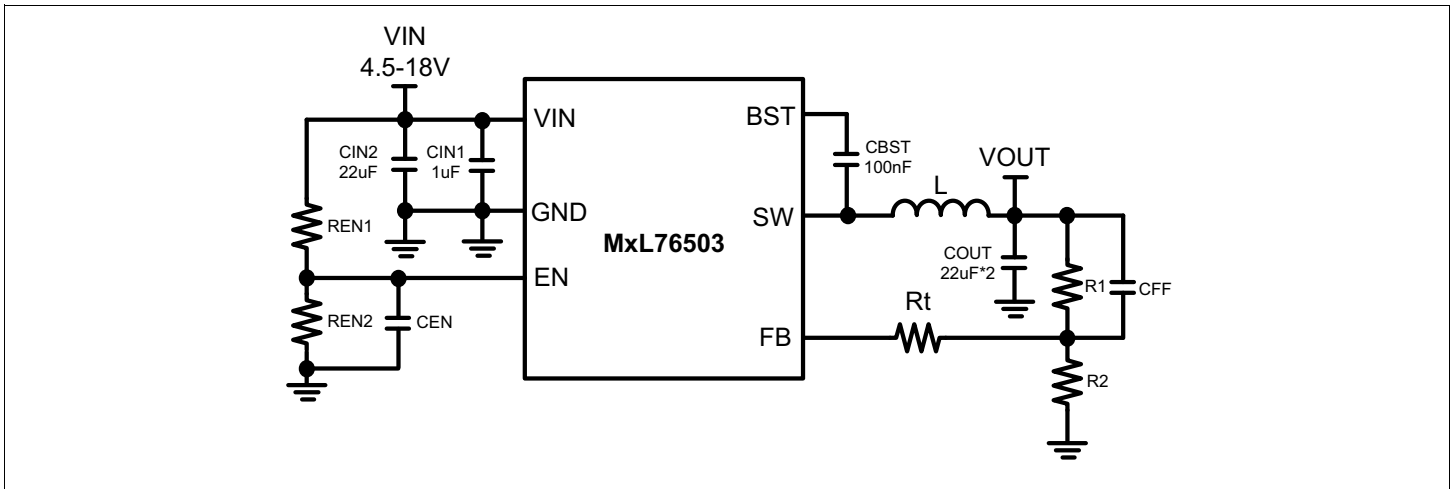 VIN
4.5-18V
VIN
BST
CIN2
22uF
CIN1
1uF
CBST
100nF
VOUT
L
GND
SW
MxL76503
REN1
COUT
22uF*2
R1
CFF
EN
Rt
REN2
CEN
FB
R2